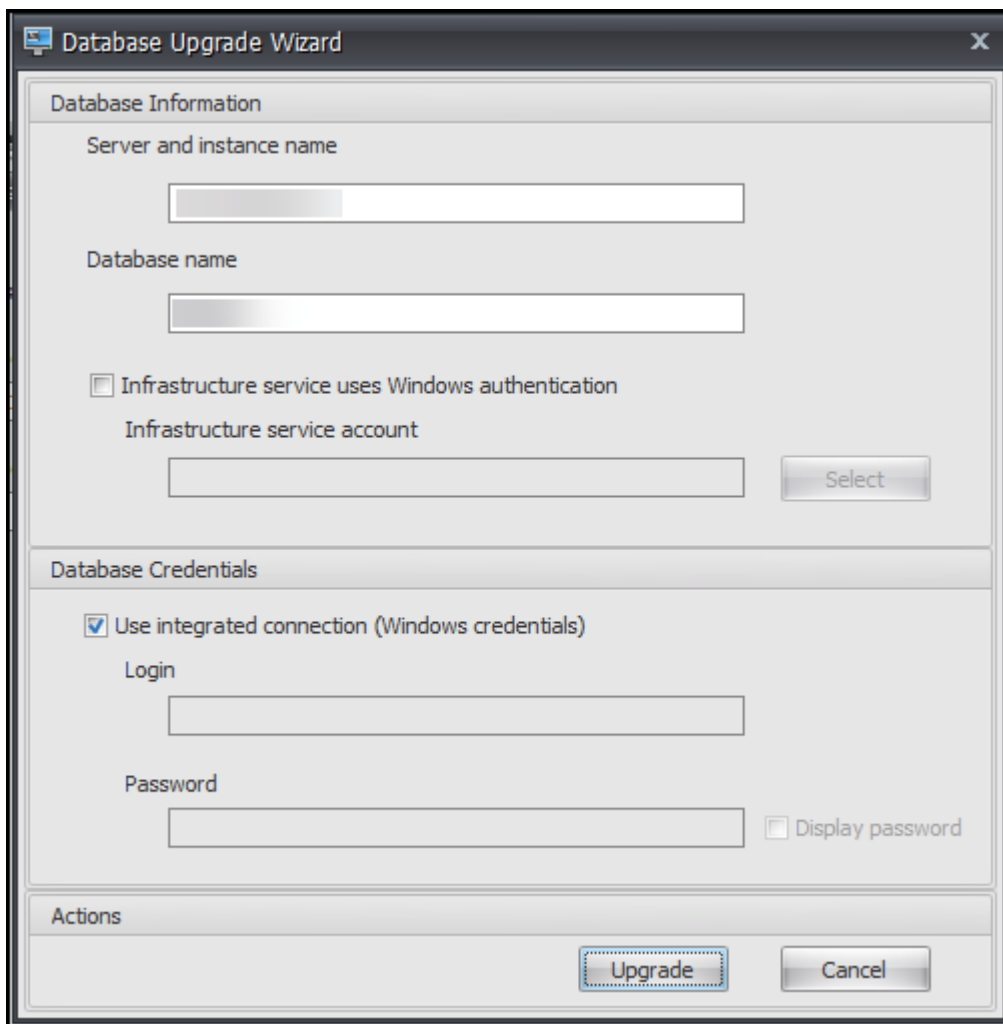 Database Upgrade Wizard
x
Database Information
Server and instance name
Database name
Infrastructure service uses Windows authentication
Infrastructure service account
Select
Database Credentials
Use integrated connection (Windows credentials)
Login
Password
Display password
Actions
Upgrade Cancel